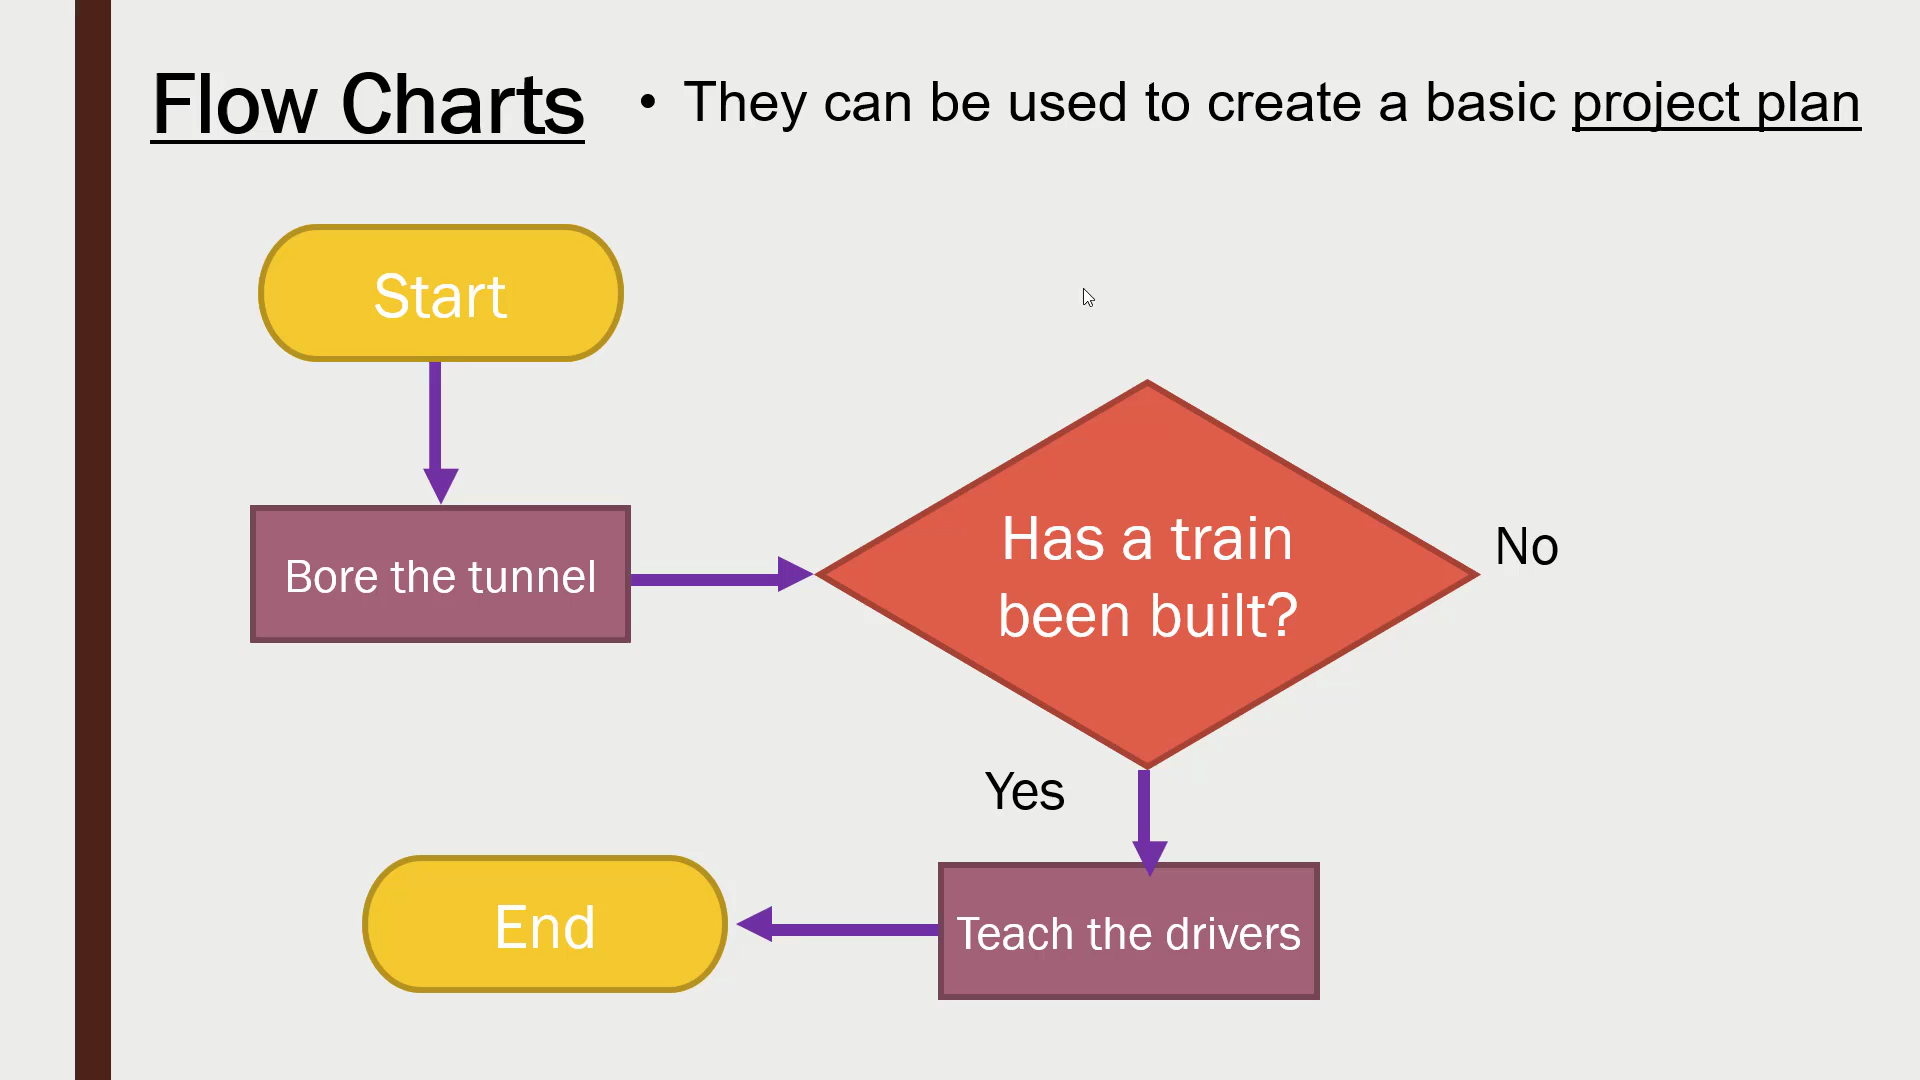 Flow Charts
• They can be used to create a basic project plan
Start
Bore the tunnel
Has a train
been built?
No
Yes
Teach the drivers
End